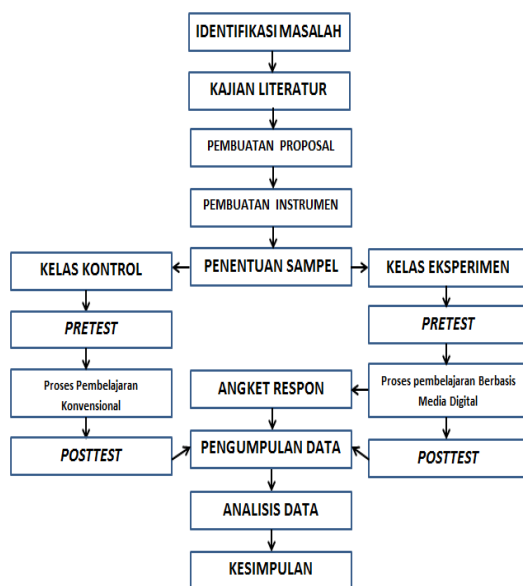 IDENTIFIKASI MASALAH
KAJIAN LITERATUR
PEMBUATAN PROPOSAL
PEMBUATAN INSTRUMEN
KELAS KONTROL
PENENTUAN SAMPEL
KELAS EKSPERIMEN
PRETEST
PRETEST
Proses Pembelajaran
Konvensional
ANGKET RESPON
Proses pembelajaran Berbasis
Media Digital
POSTTEST
PENGUMPULAN DATA
POSTTEST
ANALISIS DATA
KESIMPULAN